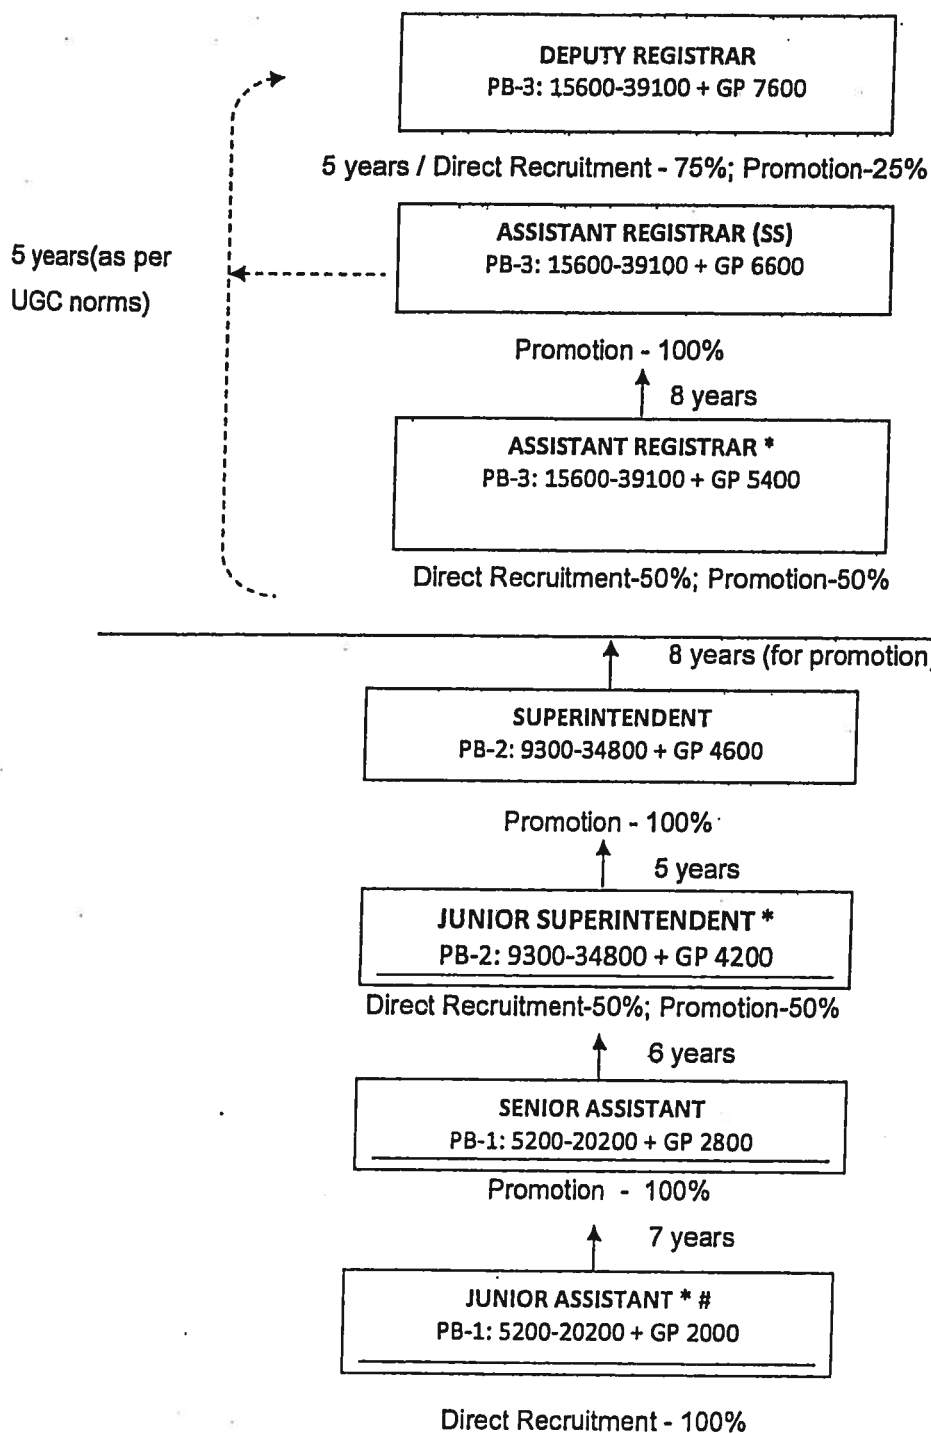 DEPUTY REGISTRAR
PB-3: 15600-39100 + GP 7600
5 years / Direct Recruitment - 75%; Promotion-25%
ASSISTANT REGISTRAR (SS)
PB-3: 15600-39100 + GP 6600
5 years(as per
UGC norms)
Promotion - 100%
8 years
ASSISTANT REGISTRAR *
PB-3: 15600-39100 + GP 5400
Direct Recruitment-50%; Promotion-50%
8 years (for promotion)
SUPERINTENDENT
PB-2: 9300-34800 + GP 4600
Promotion - 100%
5 years
JUNIOR SUPERINTENDENT *
PB-2: 9300-34800 + GP 4200
Direct Recruitment-50%; Promotion-50%
6 years
SENIOR ASSISTANT
PB-1: 5200-20200 + GP 2800
Promotion - 100%
7 years
JUNIOR ASSISTANT * #
PB-1: 5200-20200 + GP 2000
Direct Recruitment - 100%